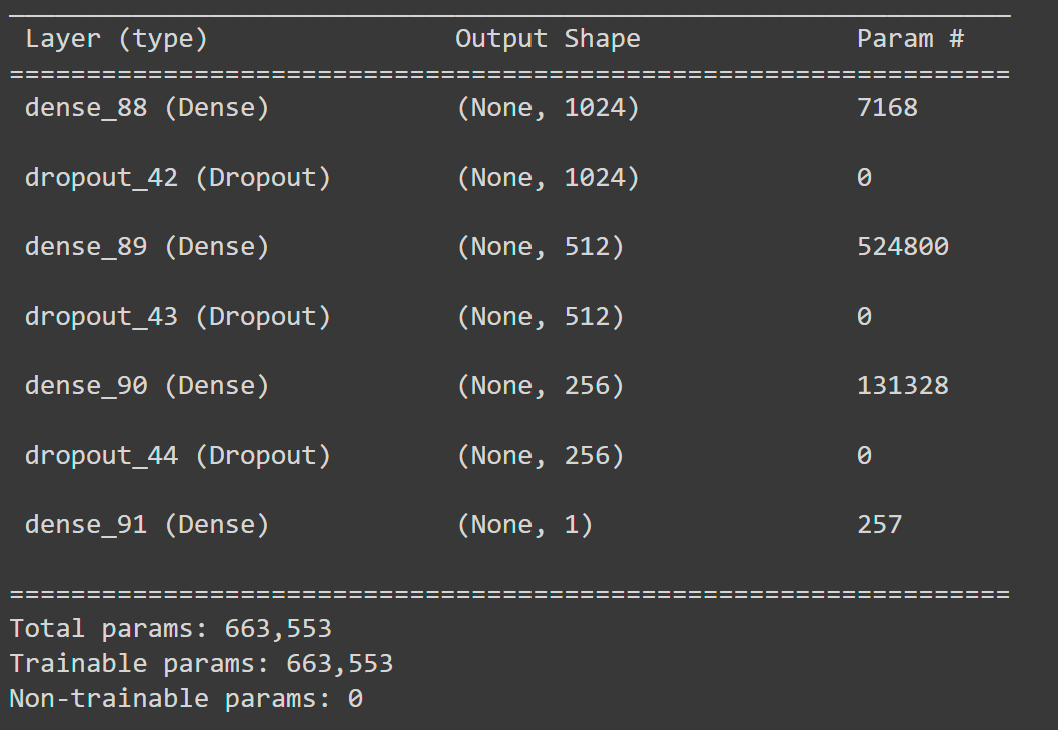 _________________________________________________________________
Layer (type) Output Shape Param #
=================================================================
dense_88 (Dense) (None, 1024) 7168
dropout_42 (Dropout) (None, 1024) 0
dense_89 (Dense) (None, 512) 524800
dropout_43 (Dropout) (None, 512) 0
dense_90 (Dense) (None, 256) 131328
dropout_44 (Dropout) (None, 256) 0
dense_91 (Dense) (None, 1) 257
=================================================================
Total params: 663,553
Trainable params: 663,553
Non-trainable params: 0